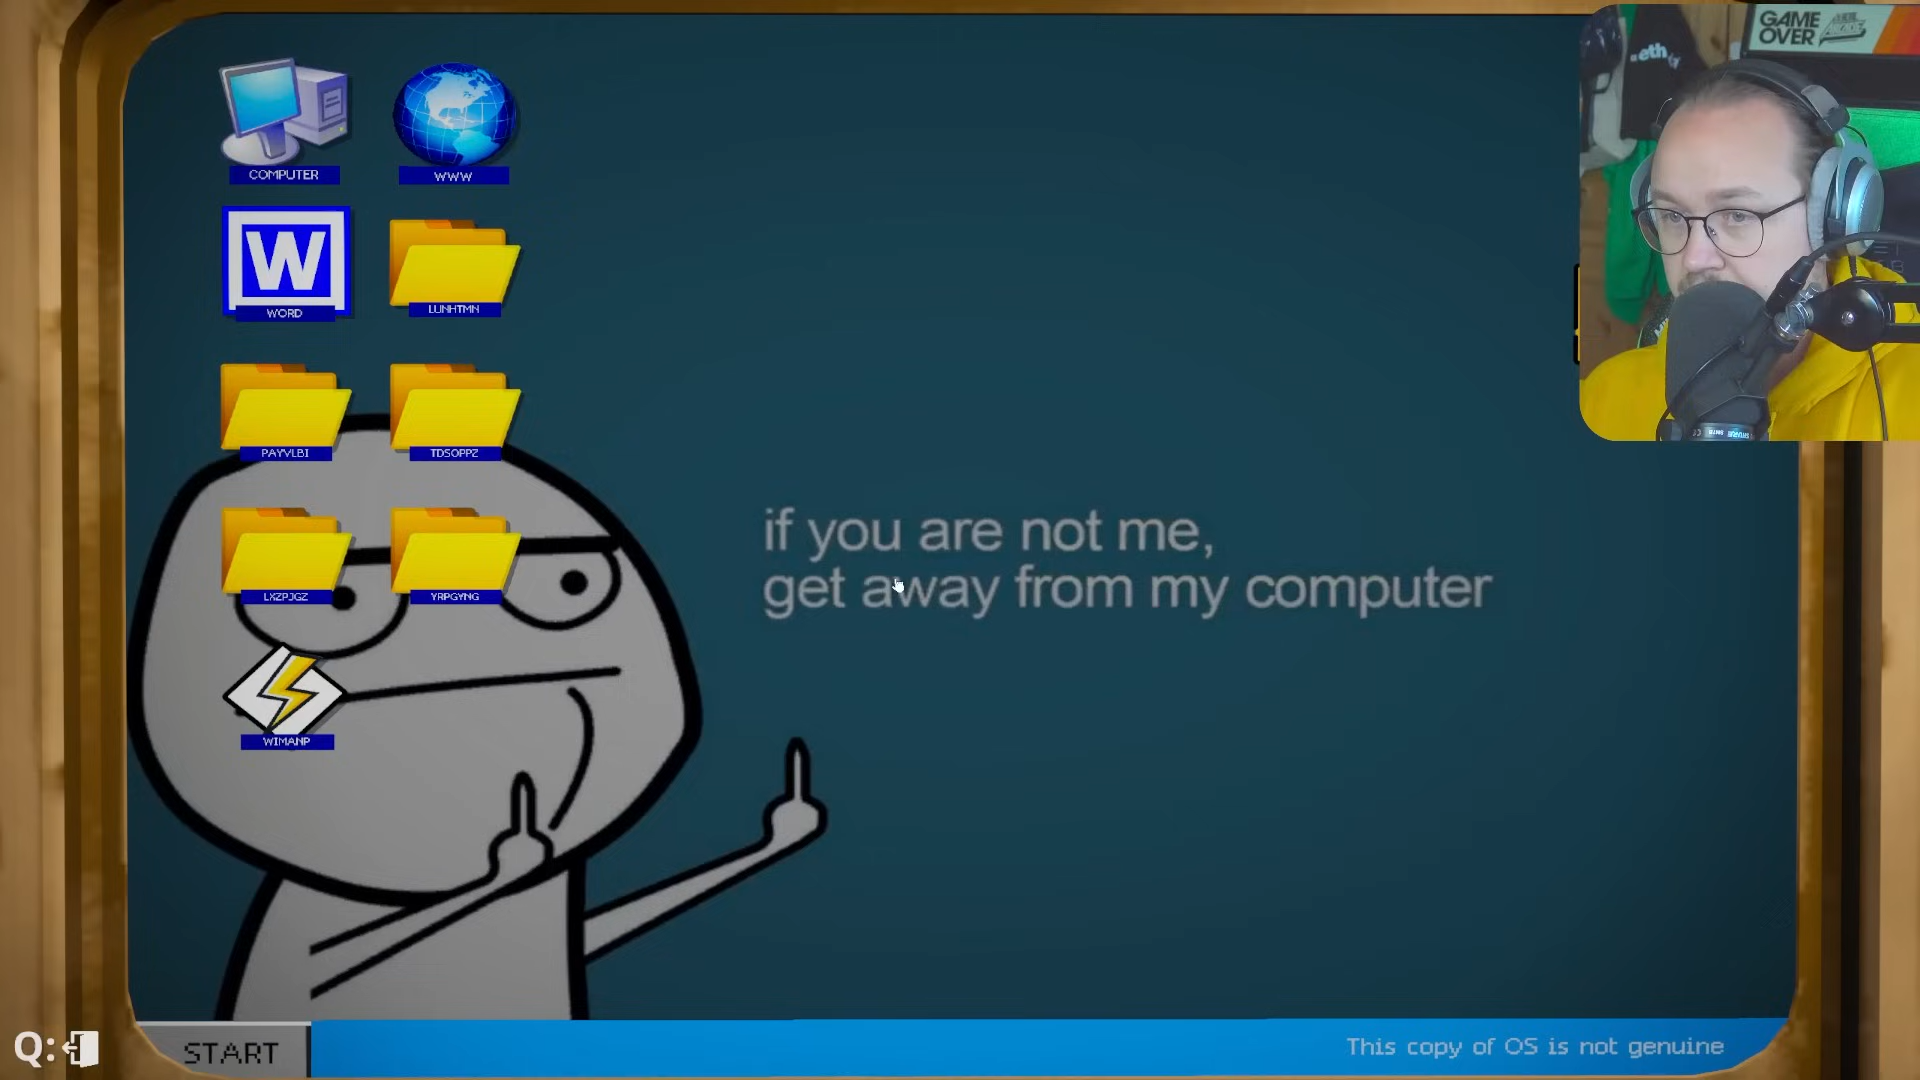 COMPUTER
WWW
W
WORD
LUNHTMN
PAYVLBI
TDSOPPZ
LXZPJGZ
YRPGYNG
WIMANP
if you are not me,
get away from my computer
START
This copy of OS is not genuine
Q:
GAME
OVER
.eth